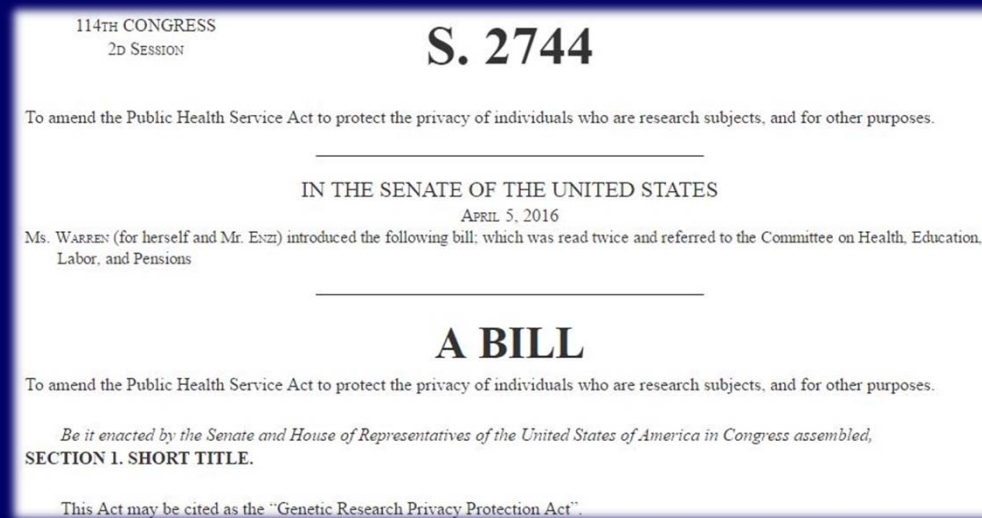 114TH CONGRESS
2D SESSION
S. 2744
To amend the Public Health Service Act to protect the privacy of individuals who are research subjects, and for other purposes.
IN THE SENATE OF THE UNITED STATES
APRIL 5, 2016
Ms. WARREN (for herself and Mr. ENZI) introduced the following bill; which was read twice and referred to the Committee on Health, Education,
Labor, and Pensions
A BILL
To amend the Public Health Service Act to protect the privacy of individuals who are research subjects, and for other purposes.
Be it enacted by the Senate and House of Representatives of the United States of America in Congress assembled,
SECTION 1. SHORT TITLE.
This Act may be cited as the “Genetic Research Privacy Protection Act”.